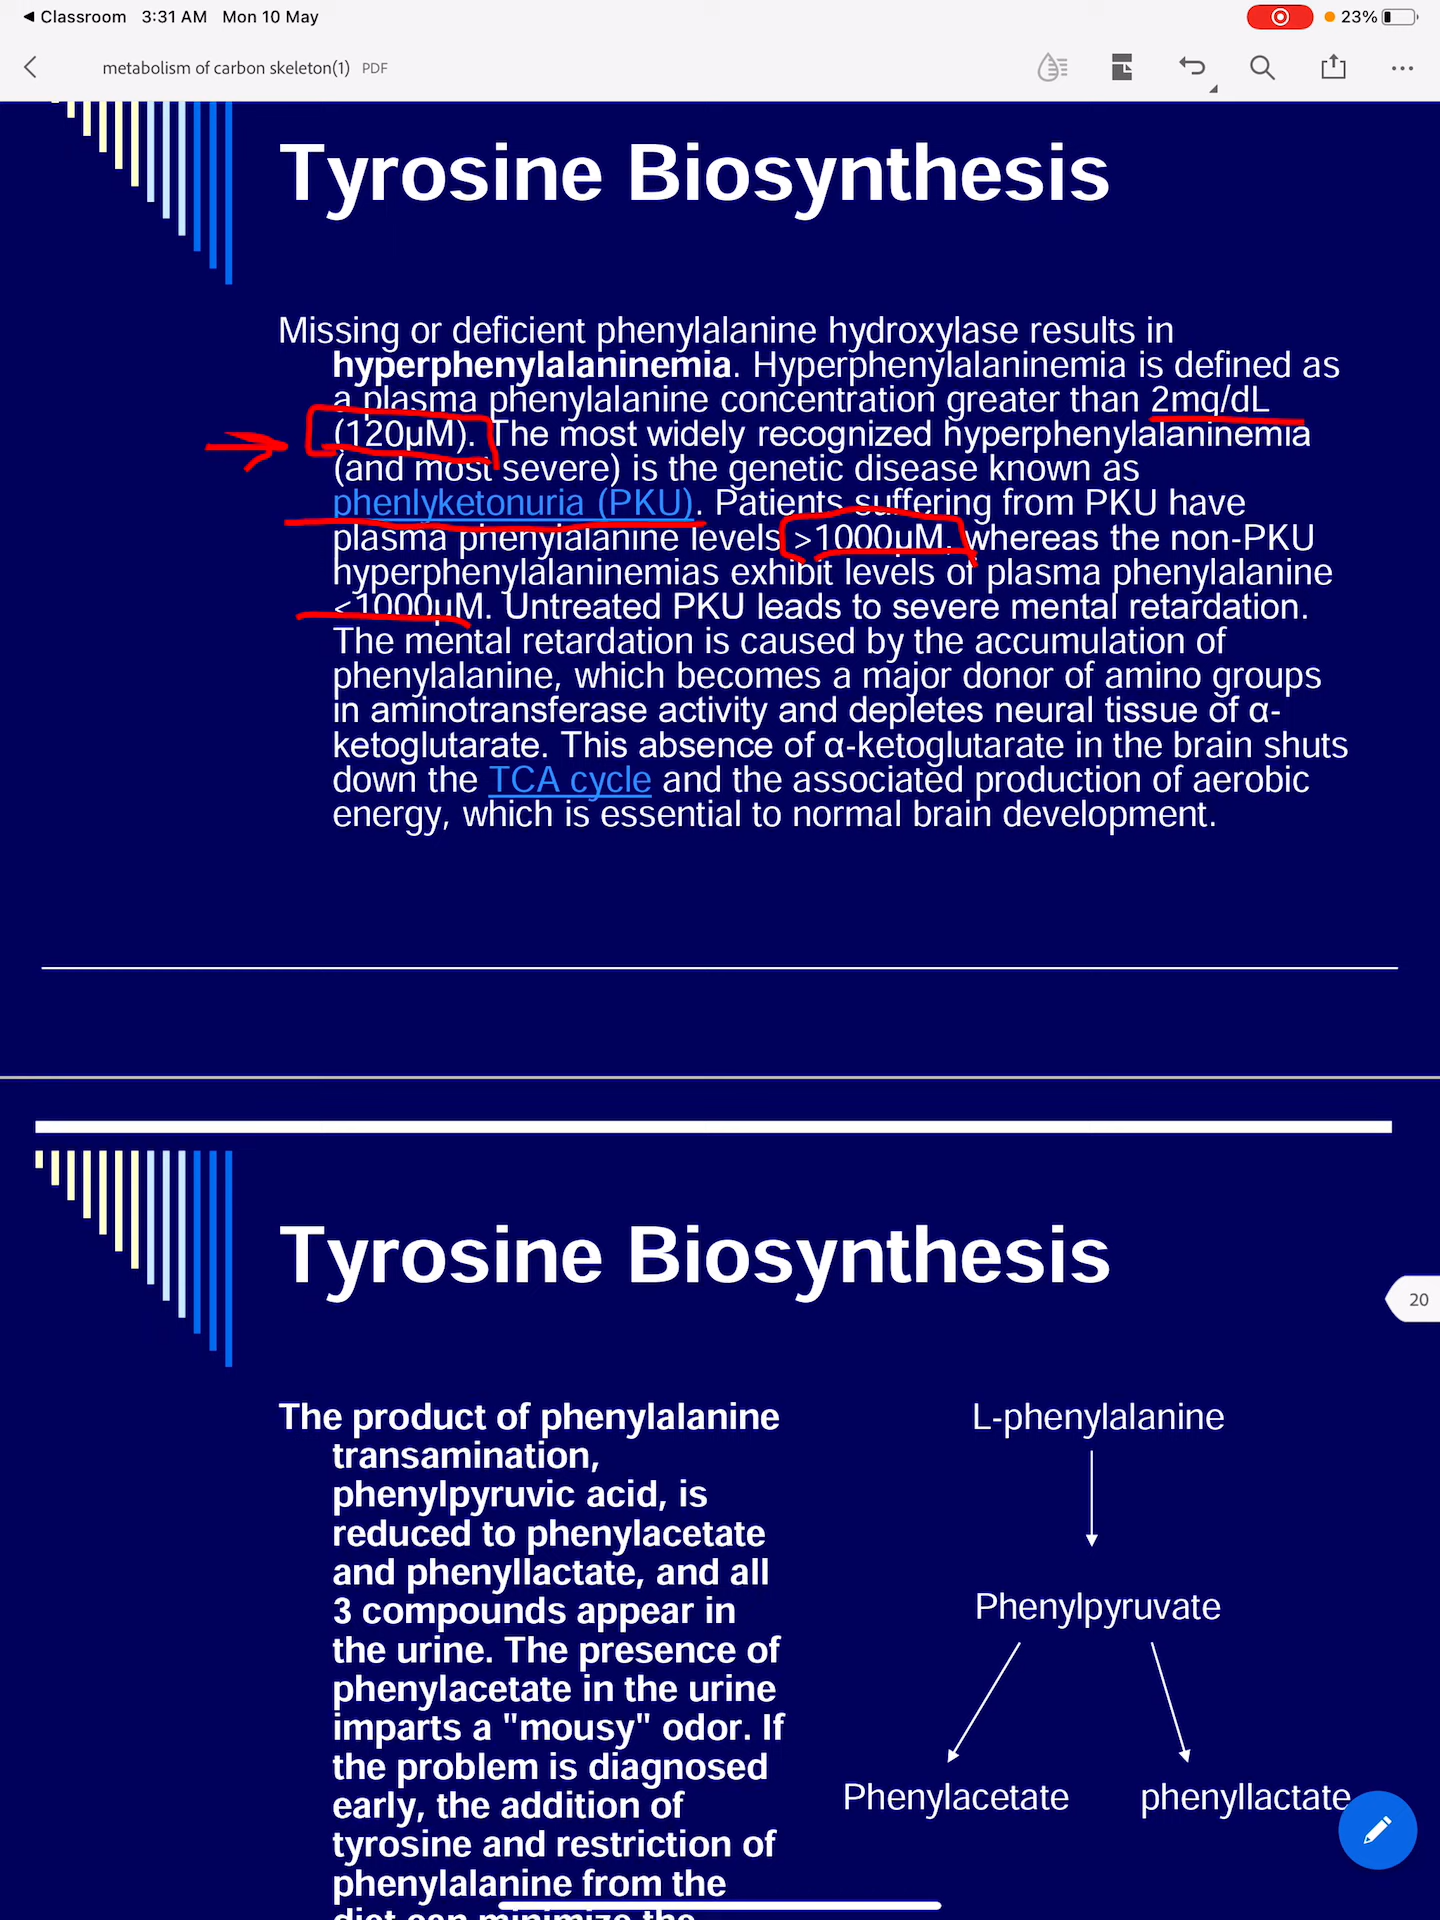 Classroom 3:31 AM Mon 10 May 23%
metabolism of carbon skeleton(1) PDF
Tyrosine Biosynthesis
Missing or deficient phenylalanine hydroxylase results in
hyperphenylalaninemia. Hyperphenylalaninemia is defined as
a plasma phenylalanine concentration greater than 2mg/dL
(120µM). The most widely recognized hyperphenylalaninemia
(and most severe) is the genetic disease known as
phenlyketonuria (PKU). Patients suffering from PKU have
plasma phenylalanine levels >1000µM, whereas the non-PKU
hyperphenylalaninemias exhibit levels of plasma phenylalanine
<1000µM. Untreated PKU leads to severe mental retardation.
The mental retardation is caused by the accumulation of
phenylalanine, which becomes a major donor of amino groups
in aminotransferase activity and depletes neural tissue of α-
ketoglutarate. This absence of α-ketoglutarate in the brain shuts
down the TCA cycle and the associated production of aerobic
energy, which is essential to normal brain development.
Tyrosine Biosynthesis
20
The product of phenylalanine
transamination,
phenylpyruvic acid, is
reduced to phenylacetate
and phenyllactate, and all
3 compounds appear in
the urine. The presence of
phenylacetate in the urine
imparts a "mousy" odor. If
the problem is diagnosed
early, the addition of
tyrosine and restriction of
phenylalanine from the
diet can minimize the
L-phenylalanine
Phenylpyruvate
Phenylacetate phenyllactate